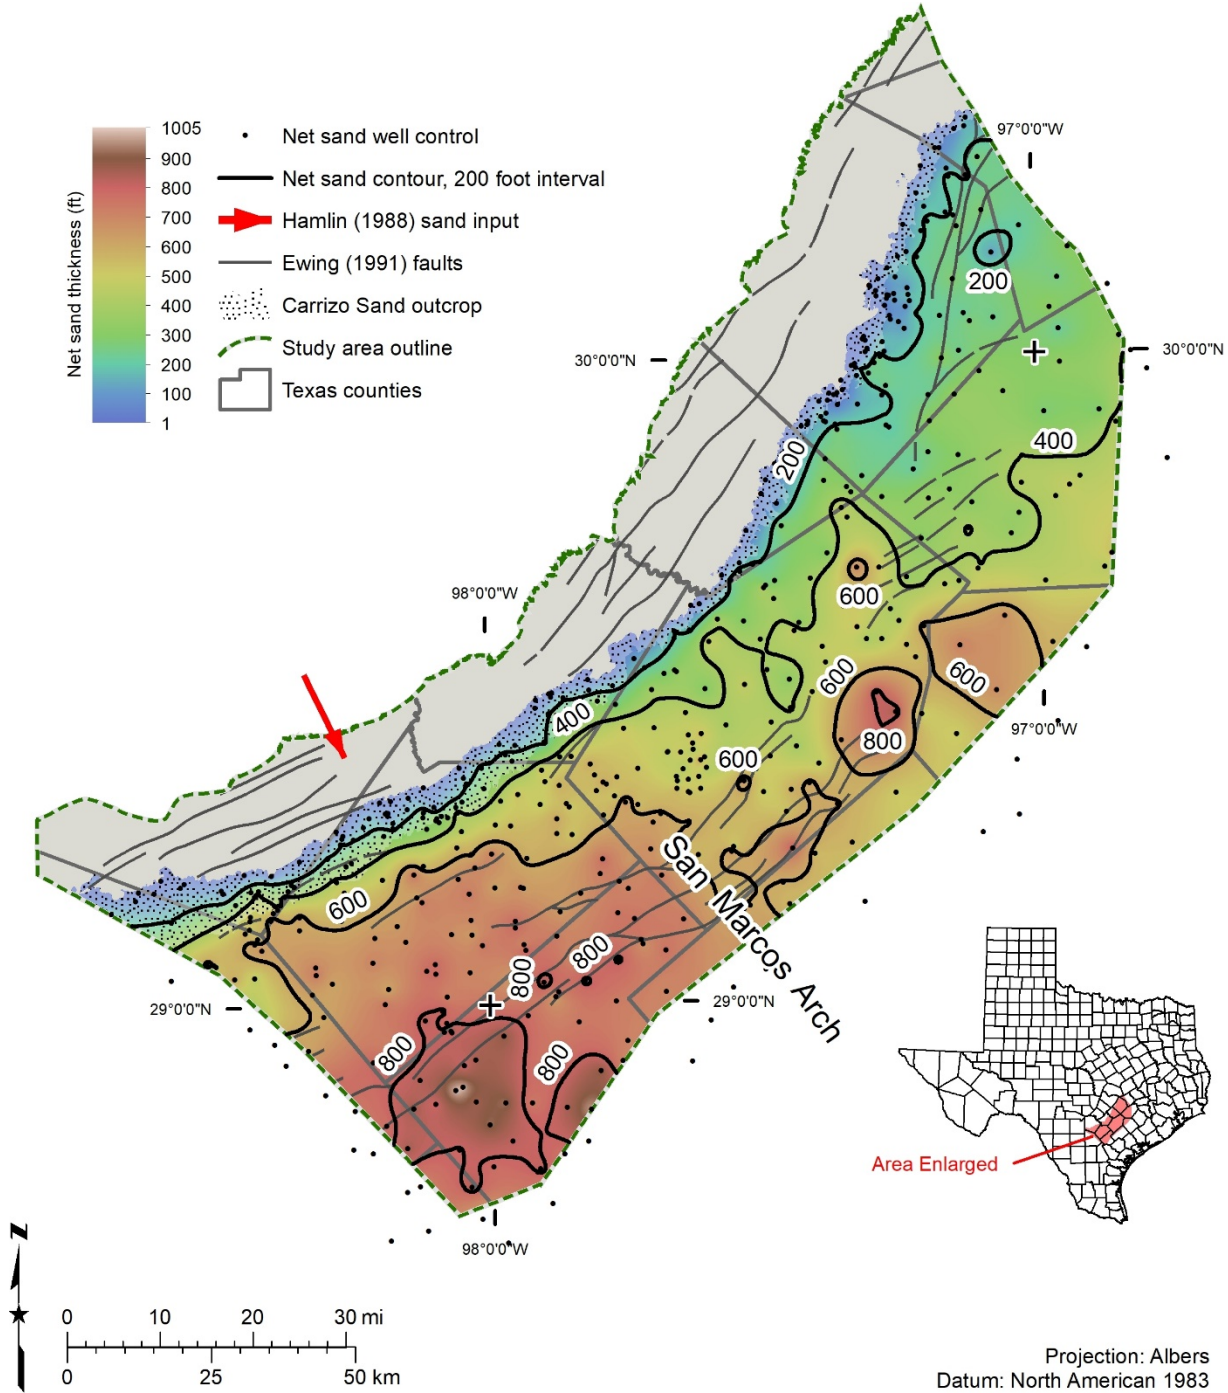 1005
900
800
700
600
500
400
300
200
100
1
Net sand thickness (ft)
Net sand well control
Net sand contour, 200 foot interval
Hamlin (1988) sand input
Ewing (1991) faults
Carrizo Sand outcrop
Study area outline
Texas counties
97°0'0"W
200
30°0'0"N
30°0'0"N
400
200
98°0'0"W
600
600
600
400
97°0'0"W
800
600
San Marcos Arch
600
800
800
29°0'0"N
29°0'0"N
800
800
Area Enlarged
98°0'0"W
N
0 10 20 30 mi
0 25 50 km
Projection: Albers
Datum: North American 1983